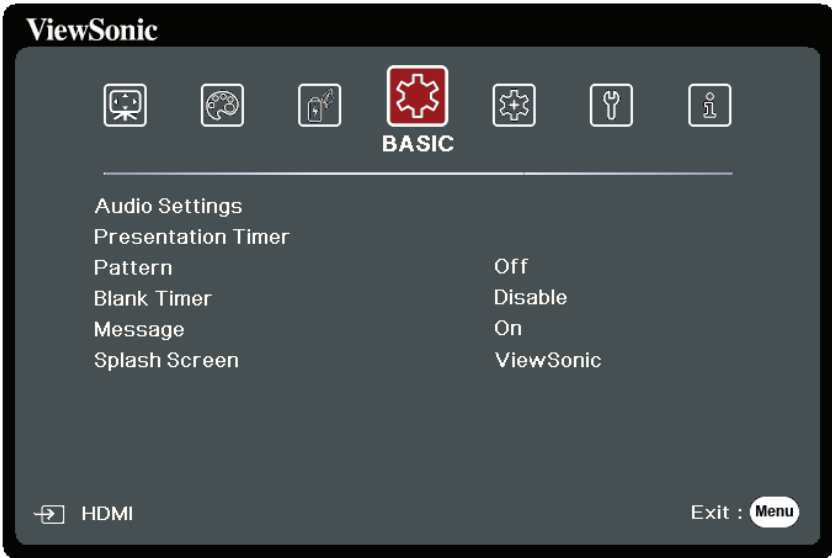 ViewSonic
BASIC
Audio Settings
Presentation Timer
Pattern Off
Blank Timer Disable
Message On
Splash Screen ViewSonic
HDMI Exit : Menu